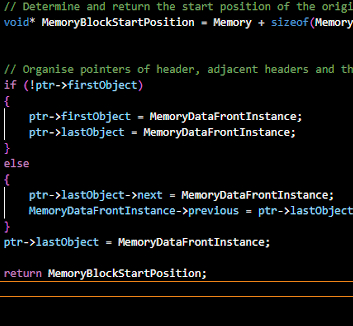 // Determine and return the start position of the origi
void* MemoryBlockStartPosition = Memory + sizeof(Memory
// Organise pointers of header, adjacent headers and th
if (!ptr->firstObject)
{
ptr->firstObject = MemoryDataFrontInstance;
ptr->lastObject = MemoryDataFrontInstance;
}
else
{
ptr->lastObject->next = MemoryDataFrontInstance;
MemoryDataFrontInstance->previous = ptr->lastObject
}
ptr->lastObject = MemoryDataFrontInstance;
return MemoryBlockStartPosition;